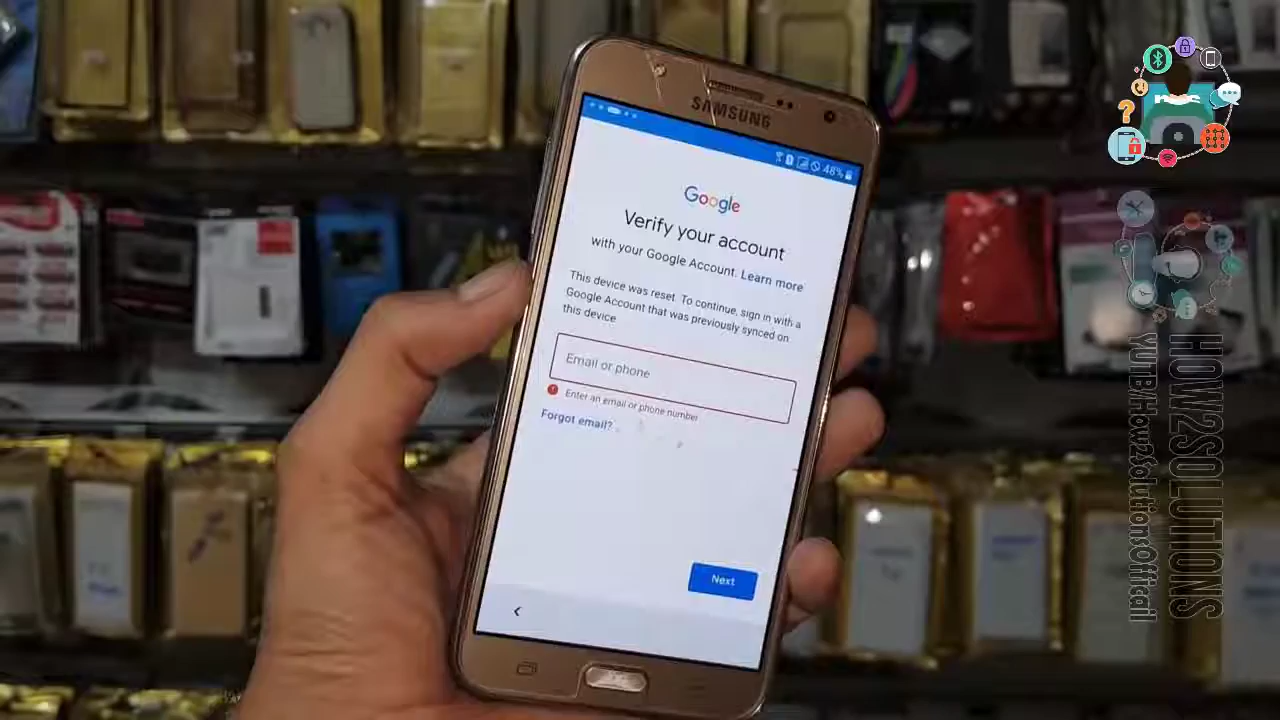 SAMSUNG
48%
Google
Verify your account
with your Google Account. Learn more
This device was reset. To continue, sign in with a
Google Account that was previously synced on
this device
Email or phone
Enter an email or phone number
Forgot email?
Next
HOW2SOLUTIONS
YUTB/How2SolutionsOffcail